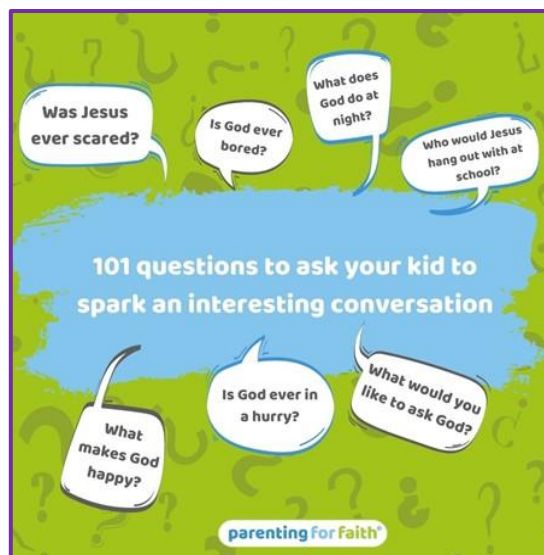 Was Jesus
ever scared?
Is God ever
bored?
What does
God do at
night?
Who would Jesus
hang out with at
school?
101 questions to ask your kid to
spark an interesting conversation
What
makes God
happy?
Is God ever in
a hurry?
What would you
like to ask God?
parenting for faith®